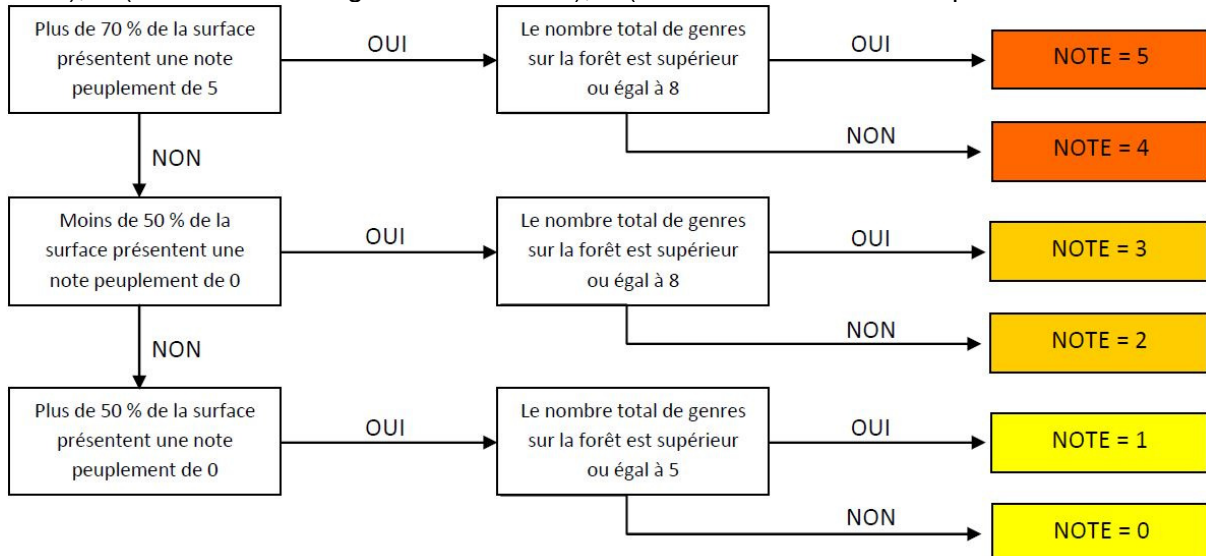 Plus de 70 % de la surface
présentent une note
peuplement de 5
OUI
Le nombre total de genres
sur la forêt est supérieur
ou égal à 8
OUI
NOTE = 5
NON
NOTE = 4
NON
Moins de 50 % de la
surface présentent une
note peuplement de 0
OUI
Le nombre total de genres
sur la forêt est supérieur
ou égal à 8
OUI
NOTE = 3
NON
NOTE = 2
NON
Plus de 50 % de la surface
présentent une note
peuplement de 0
OUI
Le nombre total de genres
sur la forêt est supérieur
ou égal à 5
OUI
NOTE = 1
NON
NOTE = 0